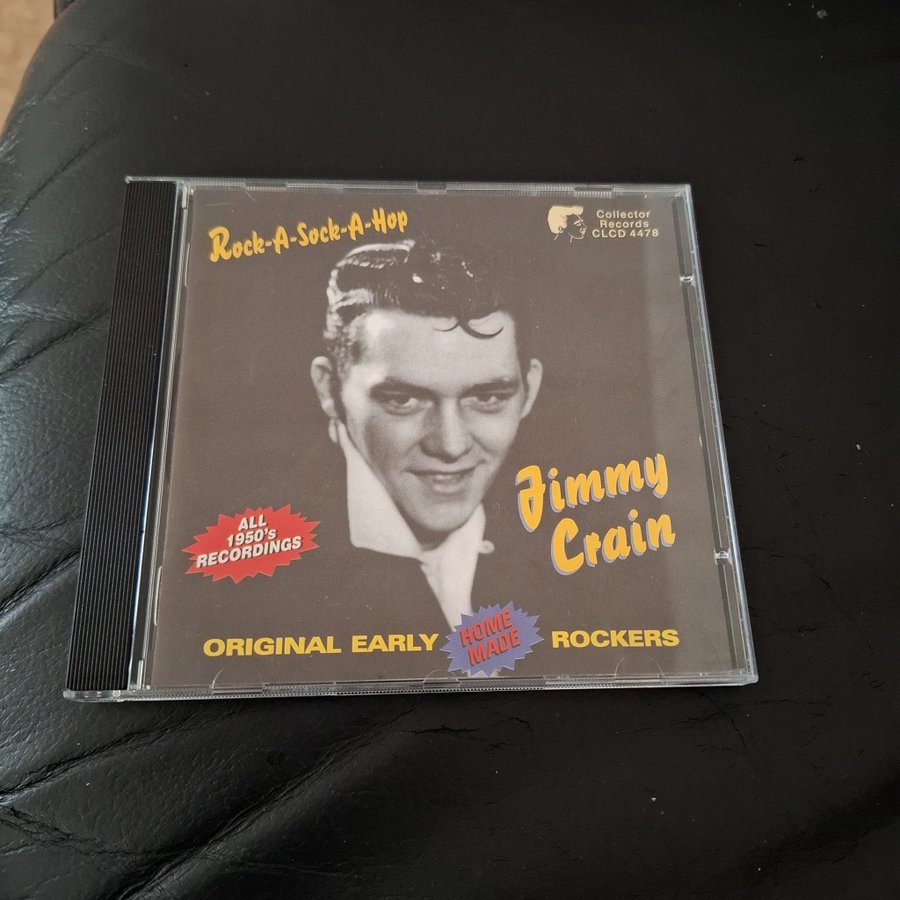 Rock-A-Sock-A-Hop
Collector
Records
CLCD 4478
Jimmy
Crain
ALL
1950's
RECORDINGS
ORIGINAL EARLY HOME MADE ROCKERS